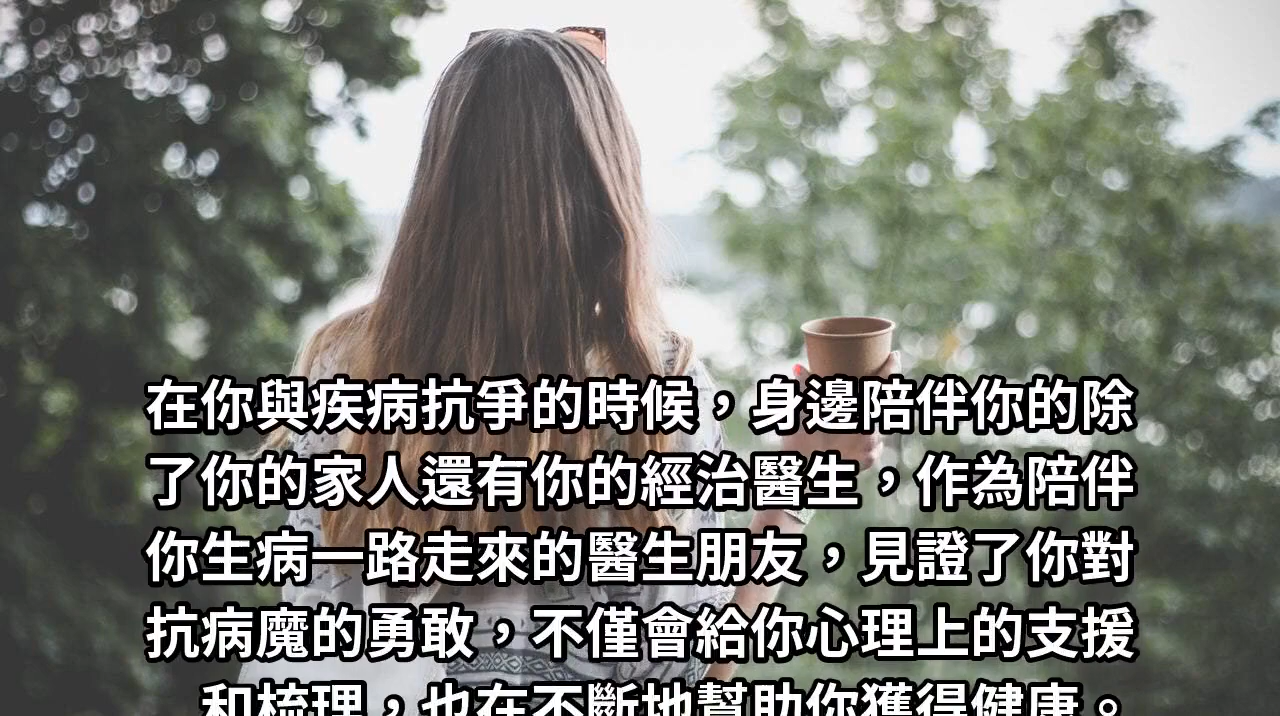 在你與疾病抗爭的時候，身邊陪伴你的除
了你的家人還有你的經治醫生，作為陪伴
你生病一路走來的醫生朋友，見證了你對
抗病魔的勇敢，不僅會給你心理上的支援
和梳理，也在不斷地幫助你獲得健康。